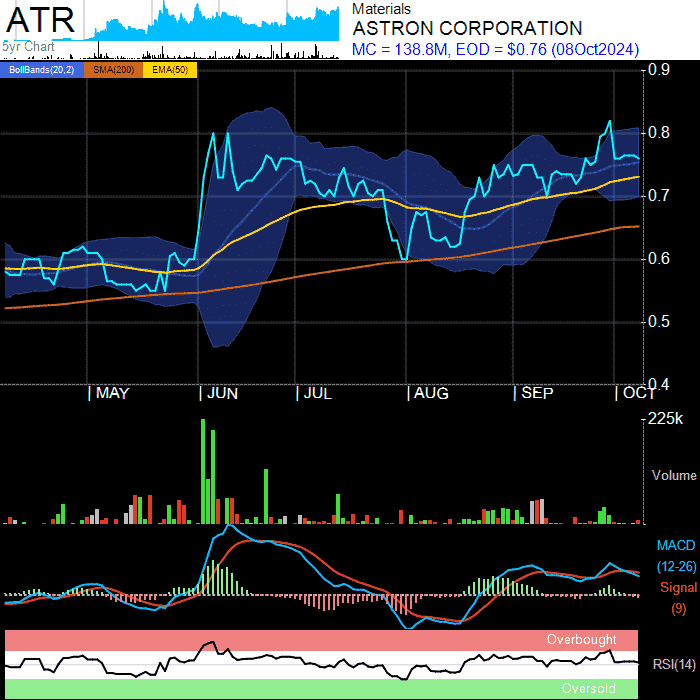 ATR
5yr Chart
Materials
ASTRON CORPORATION
MC = 138.8M, EOD = $0.76 (08Oct2024)
BollBands(20,2) SMA(200) EMA(50)
0.9
0.8
0.7
0.6
0.5
0.4
| MAY | JUN | JUL | AUG | SEP | OCT
225k
Volume
MACD
(12-26)
Signal
(9)
Overbought
RSI(14)
Oversold